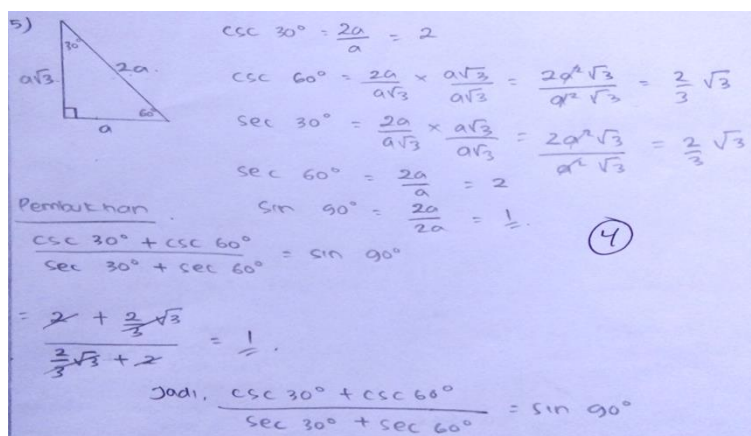 5)
30°
a√3
2a.
60°
a
csc 30° = 2a/a = 2
csc 60° = 2a/a√3 × a√3/a√3 = 2a²√3/a²√3 = 2/3 √3
sec 30° = 2a/a√3 × a√3/a√3 = 2a²√3/a²√3 = 2/3 √3
sec 60° = 2a/a = 2
sin 90° = 2a/2a = 1.
4
Pembuktian.
csc 30° + csc 60° / sec 30° + sec 60° = sin 90°
= 2 + 2/3 √3 / 2/3 √3 + 2 = 1.
Jadi, csc 30° + csc 60° / sec 30° + sec 60° = sin 90°